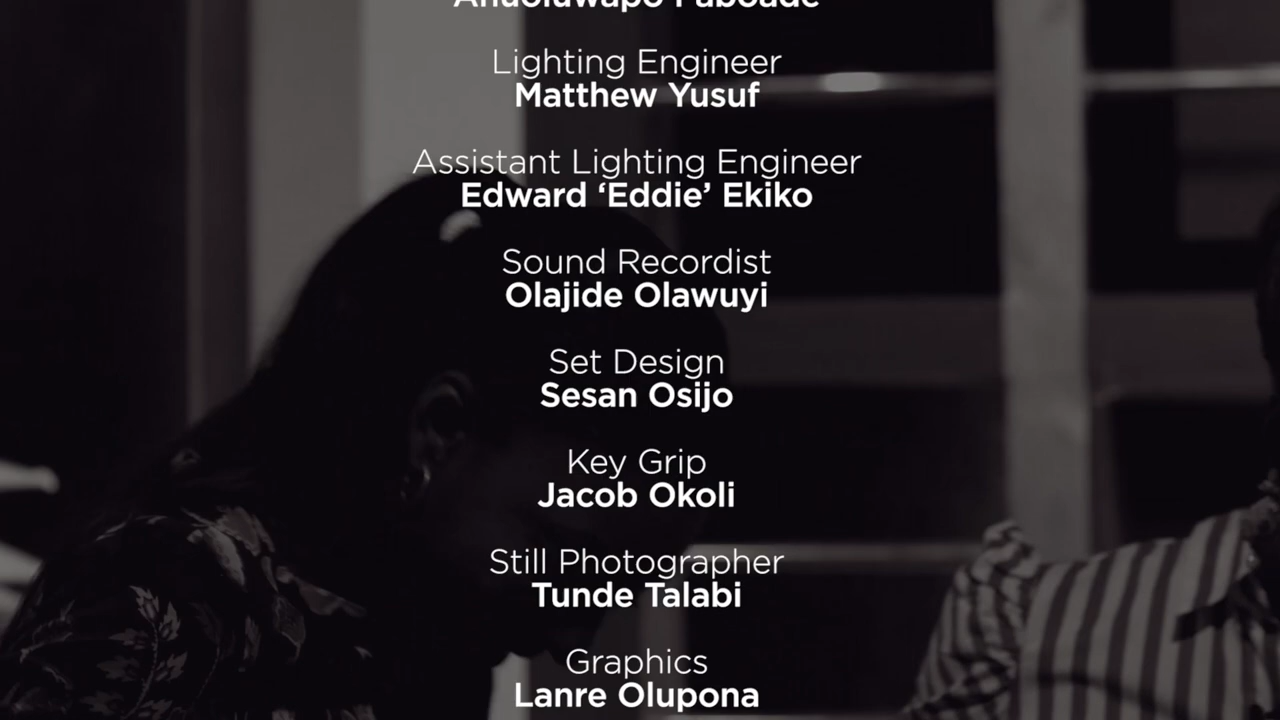 Lighting Engineer
Matthew Yusuf
Assistant Lighting Engineer
Edward ‘Eddie’ Ekiko
Sound Recordist
Olajide Olawuyi
Set Design
Sesan Osijo
Key Grip
Jacob Okoli
Still Photographer
Tunde Talabi
Graphics
Lanre Olupona